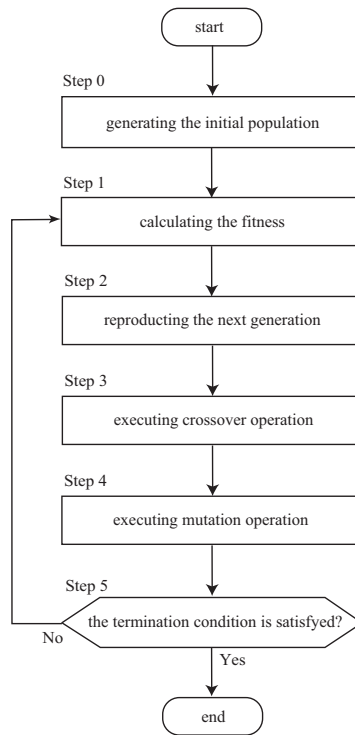 start
Step 0
generating the initial population
Step 1
calculating the fitness
Step 2
reproducting the next generation
Step 3
executing crossover operation
Step 4
executing mutation operation
Step 5
the termination condition is satisfyed?
No
Yes
end